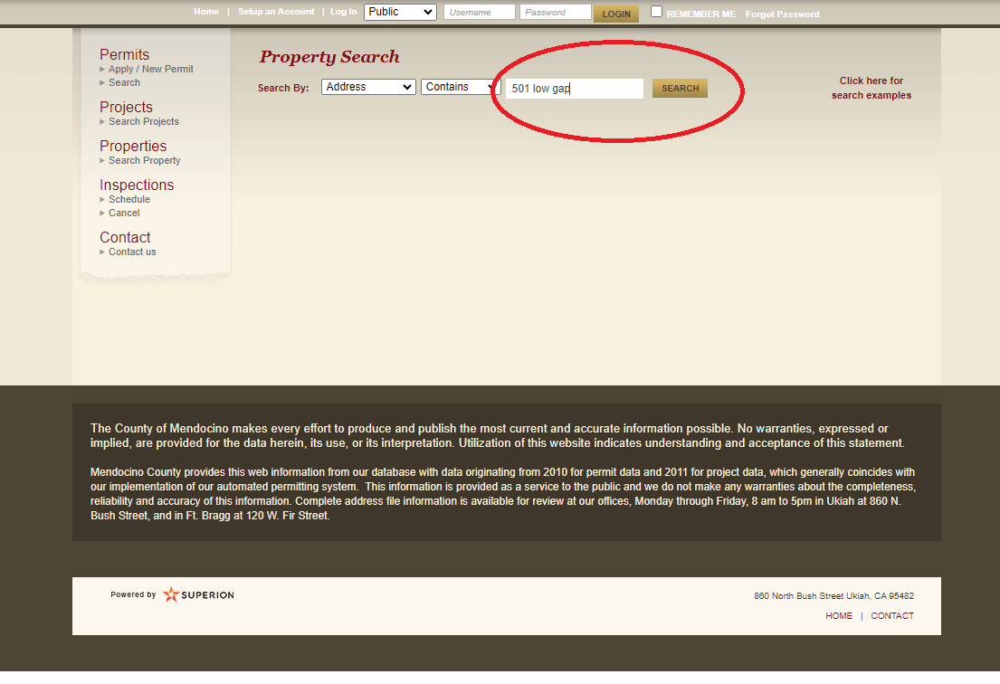 Home | Setup an Account | Log In Public Username Password LOGIN REMEMBER ME Forgot Password
Permits
Apply / New Permit
Search
Projects
Search Projects
Properties
Search Property
Inspections
Schedule
Cancel
Contact
Contact us
Property Search
Search By: Address Contains 501 low gap SEARCH
Click here for
search examples
The County of Mendocino makes every effort to produce and publish the most current and accurate information possible. No warranties, expressed or
implied, are provided for the data herein, its use, or its interpretation. Utilization of this website indicates understanding and acceptance of this statement.
Mendocino County provides this web information from our database with data originating from 2010 for permit data and 2011 for project data, which generally coincides with
our implementation of our automated permitting system. This information is provided as a service to the public and we do not make any warranties about the completeness,
reliability and accuracy of this information. Complete address file information is available for review at our offices, Monday through Friday, 8 am to 5pm in Ukiah at 860 N.
Bush Street, and in Ft. Bragg at 120 W. Fir Street.
Powered by SUPERION
860 North Bush Street Ukiah, CA 95482
HOME | CONTACT